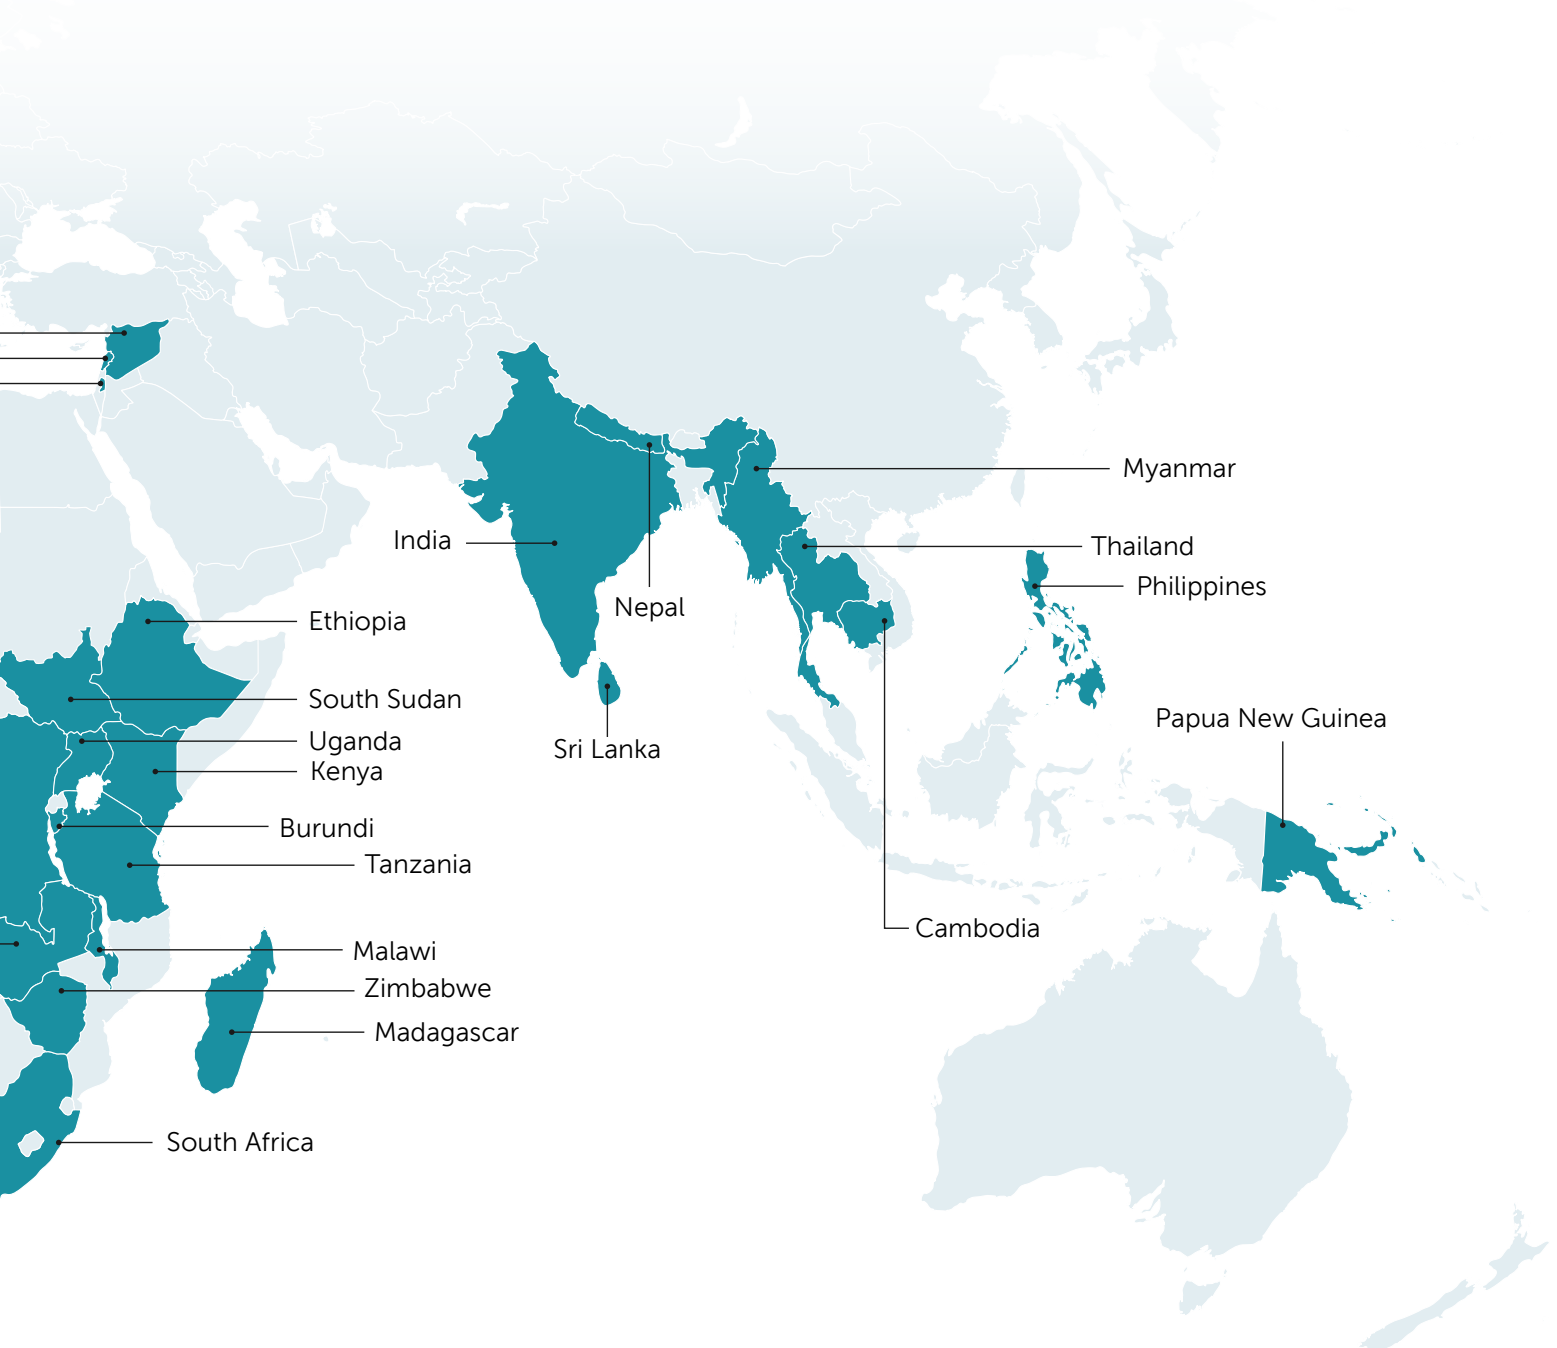 Myanmar
India
Thailand
Philippines
Nepal
Ethiopia
South Sudan
Papua New Guinea
Uganda
Sri Lanka
Kenya
Burundi
Tanzania
Cambodia
Malawi
Zimbabwe
Madagascar
South Africa